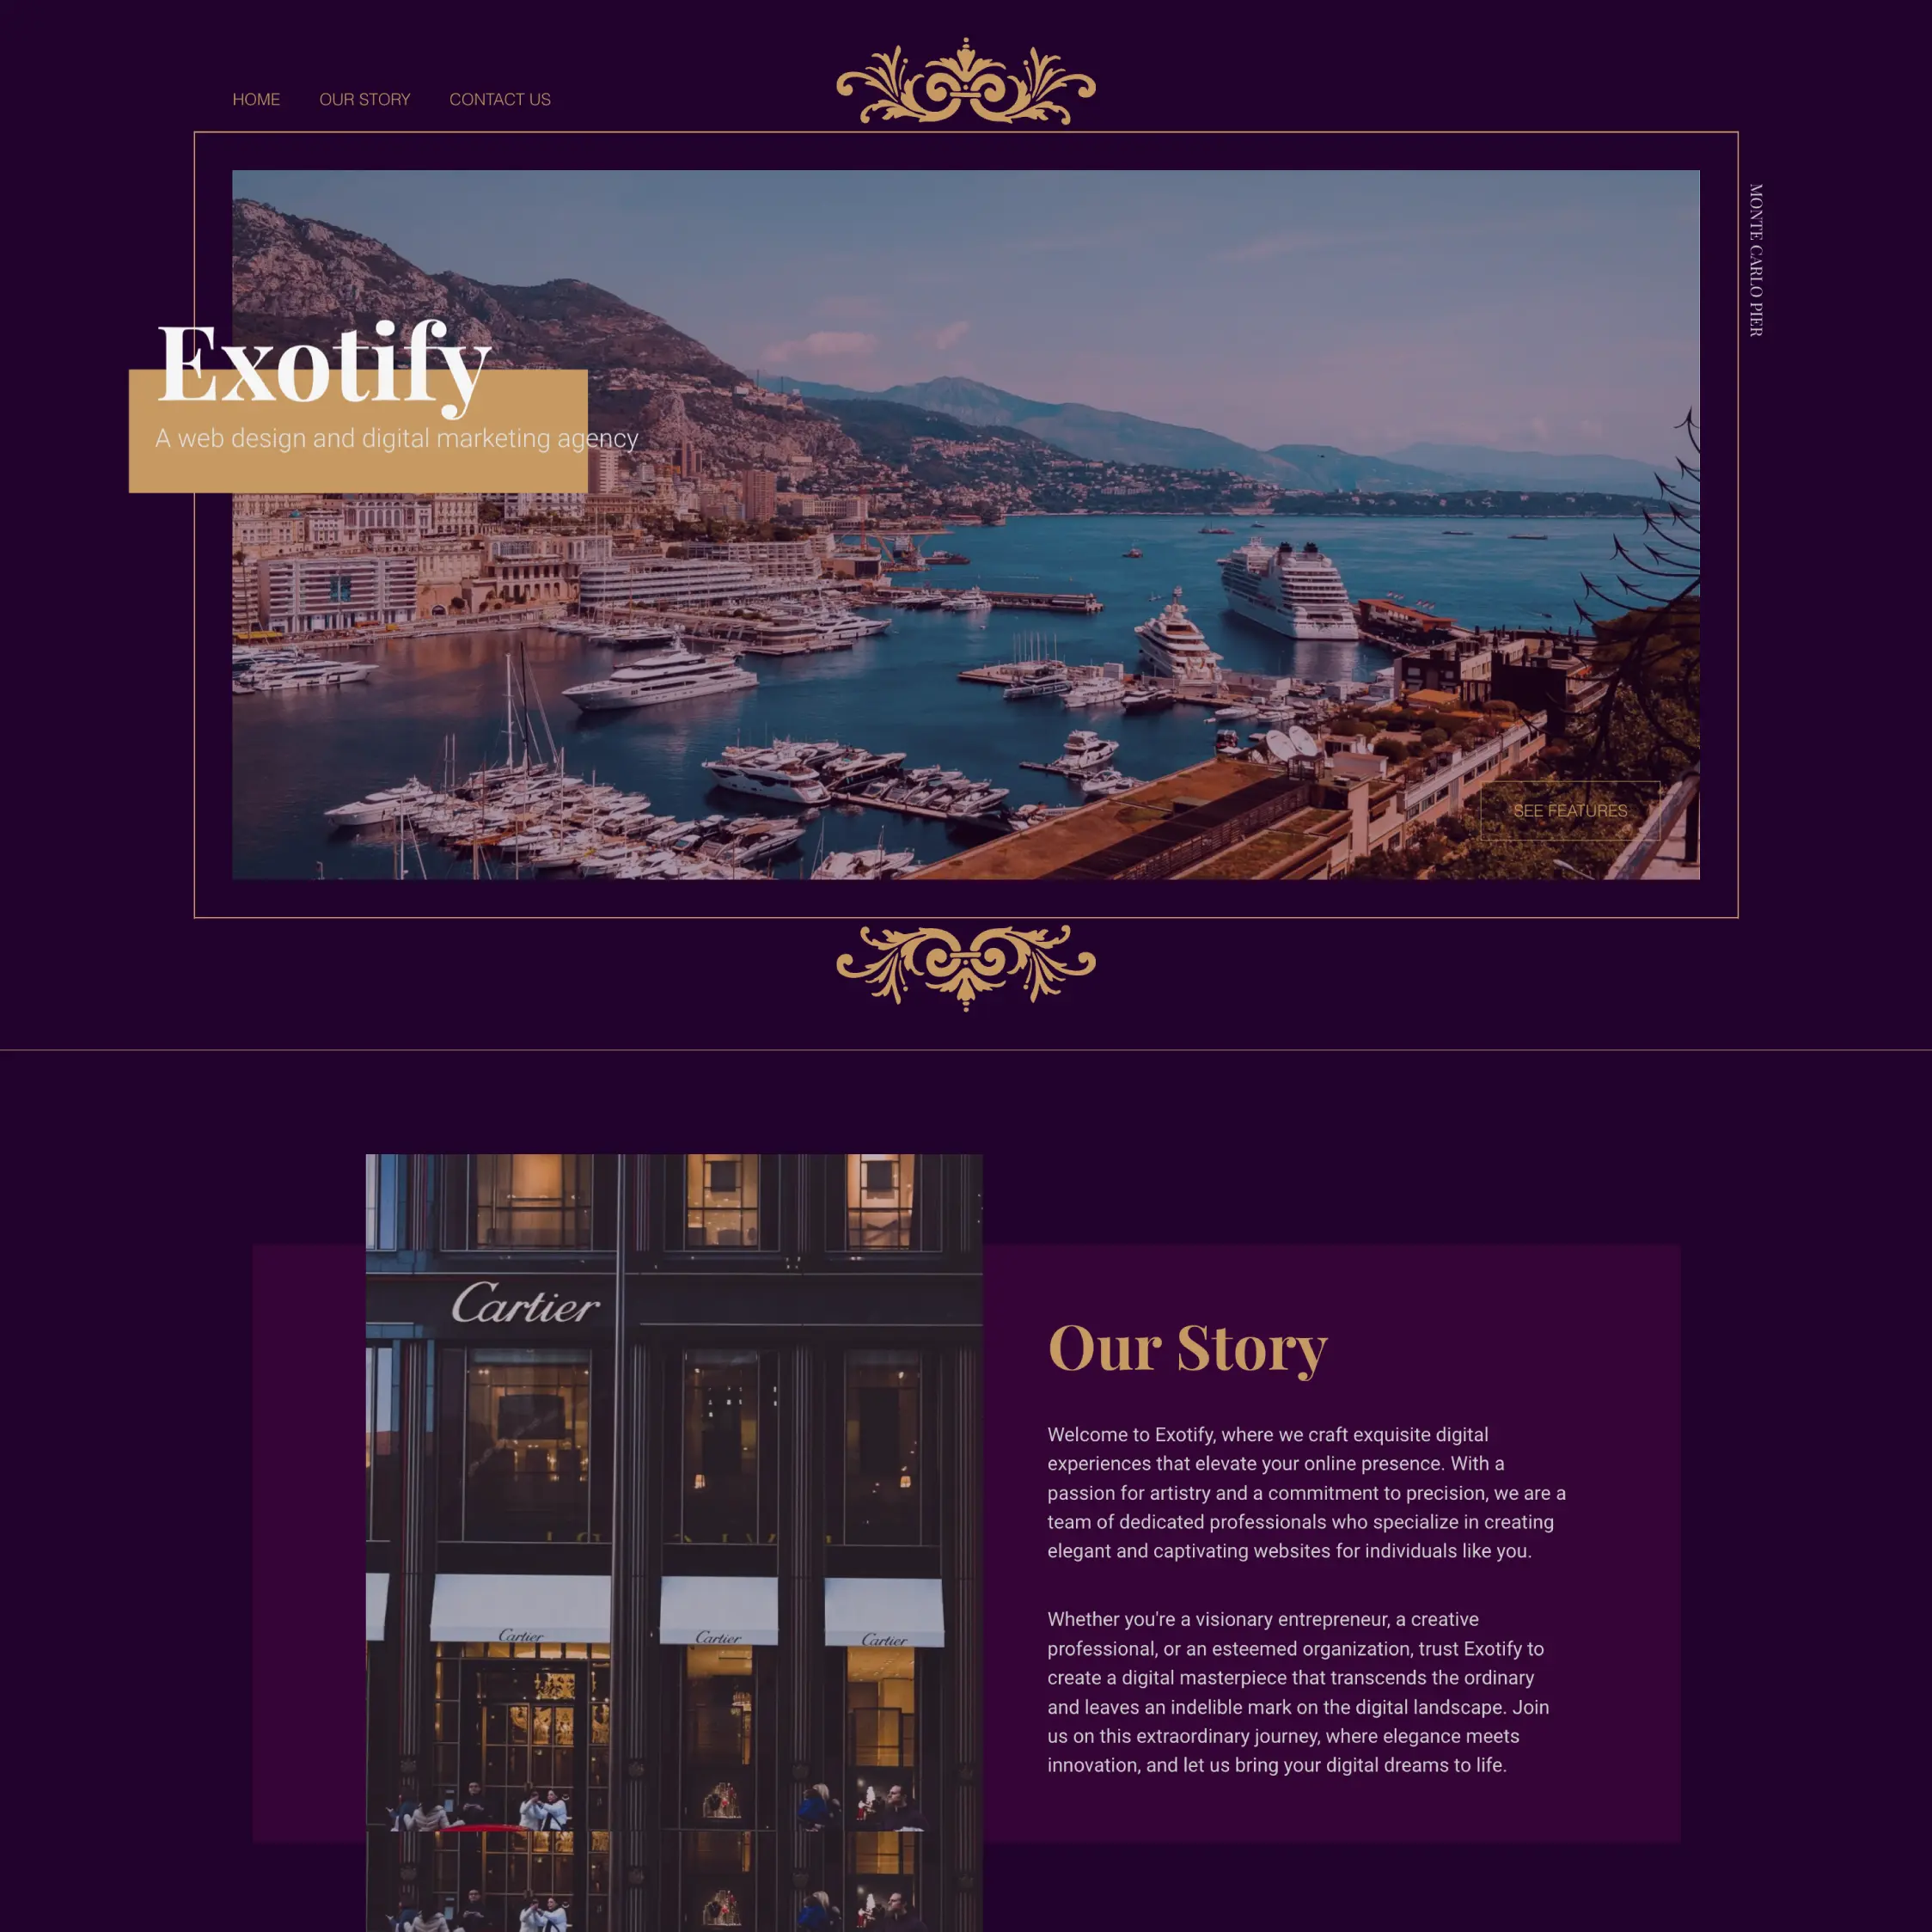 HOME OUR STORY CONTACT US
MONTE CARLO PIER
Exotify
A web design and digital marketing agency
SEE FEATURES
Cartier
Cartier Cartier Cartier
Our Story
Welcome to Exotify, where we craft exquisite digital
experiences that elevate your online presence. With a
passion for artistry and a commitment to precision, we are a
team of dedicated professionals who specialize in creating
elegant and captivating websites for individuals like you.
Whether you're a visionary entrepreneur, a creative
professional, or an esteemed organization, trust Exotify to
create a digital masterpiece that transcends the ordinary
and leaves an indelible mark on the digital landscape. Join
us on this extraordinary journey, where elegance meets
innovation, and let us bring your digital dreams to life.